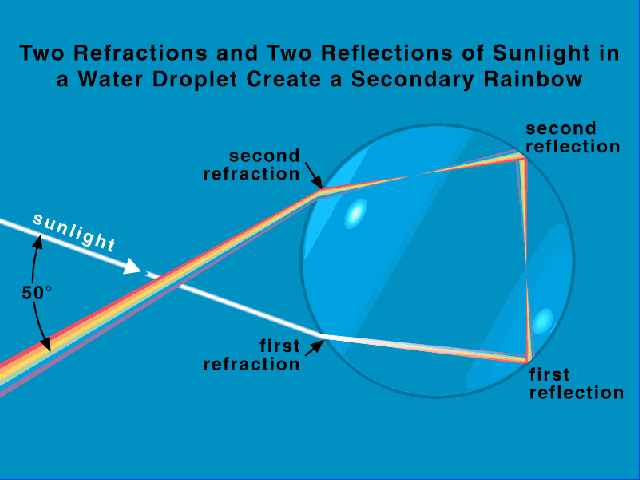 Two Refractions and Two Reflections of Sunlight in
a Water Droplet Create a Secondary Rainbow
second
reflection
second
refraction
sunlight
50°
first
refraction
first
reflection